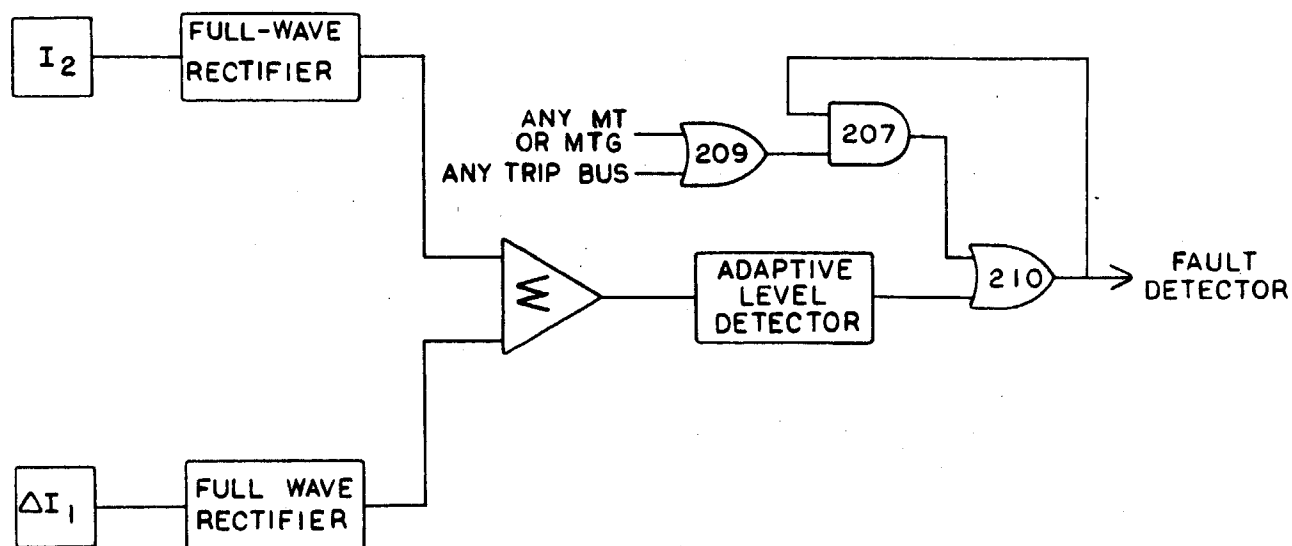 I2
FULL-WAVE
RECTIFIER
ANY MT
OR MTG
ANY TRIP BUS
209
207
Σ
ADAPTIVE
LEVEL
DETECTOR
210
FAULT
DETECTOR
ΔI1
FULL WAVE
RECTIFIER